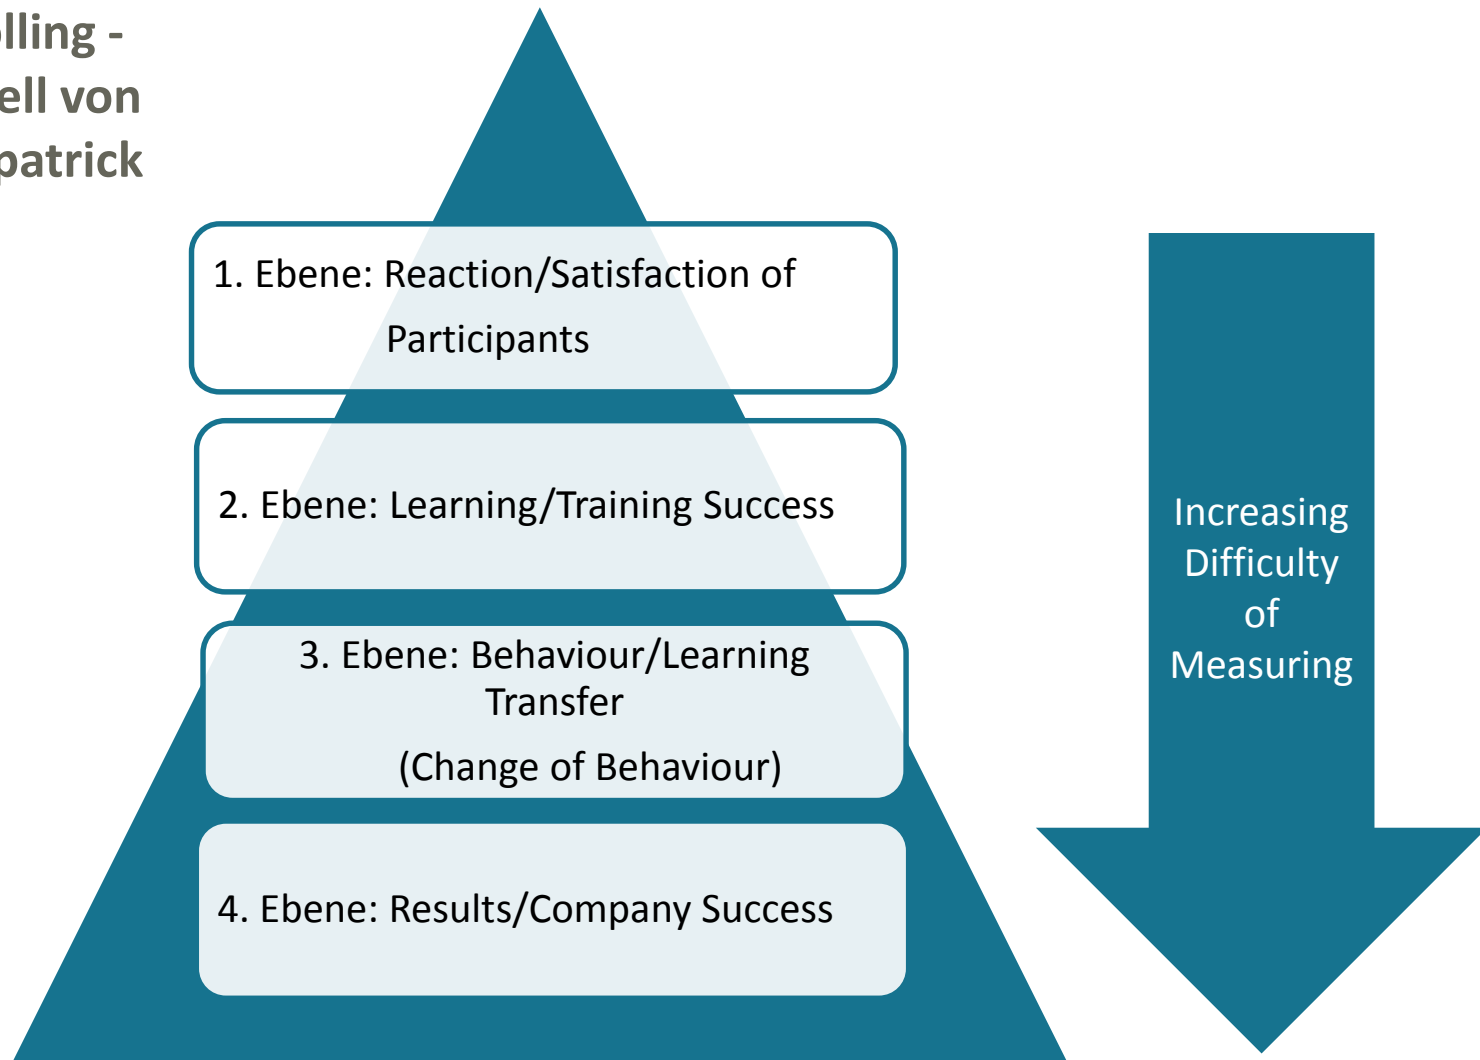 lling -
ell von
patrick
1. Ebene: Reaction/Satisfaction of
Participants
2. Ebene: Learning/Training Success
3. Ebene: Behaviour/Learning
Transfer
(Change of Behaviour)
4. Ebene: Results/Company Success
Increasing
Difficulty
of
Measuring